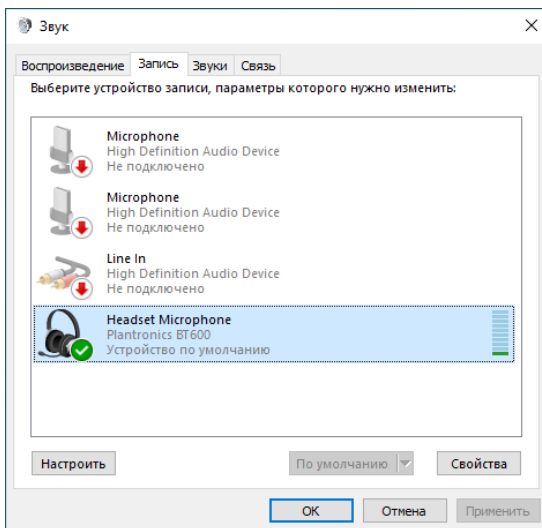 Звук
Воспроизведение Запись Звуки Связь
Выберите устройство записи, параметры которого нужно изменить:
Microphone
High Definition Audio Device
Не подключено
Microphone
High Definition Audio Device
Не подключено
Line In
High Definition Audio Device
Не подключено
Headset Microphone
Plantronics BT600
Устройство по умолчанию
Настроить По умолчанию Свойства
ОК Отмена Применить